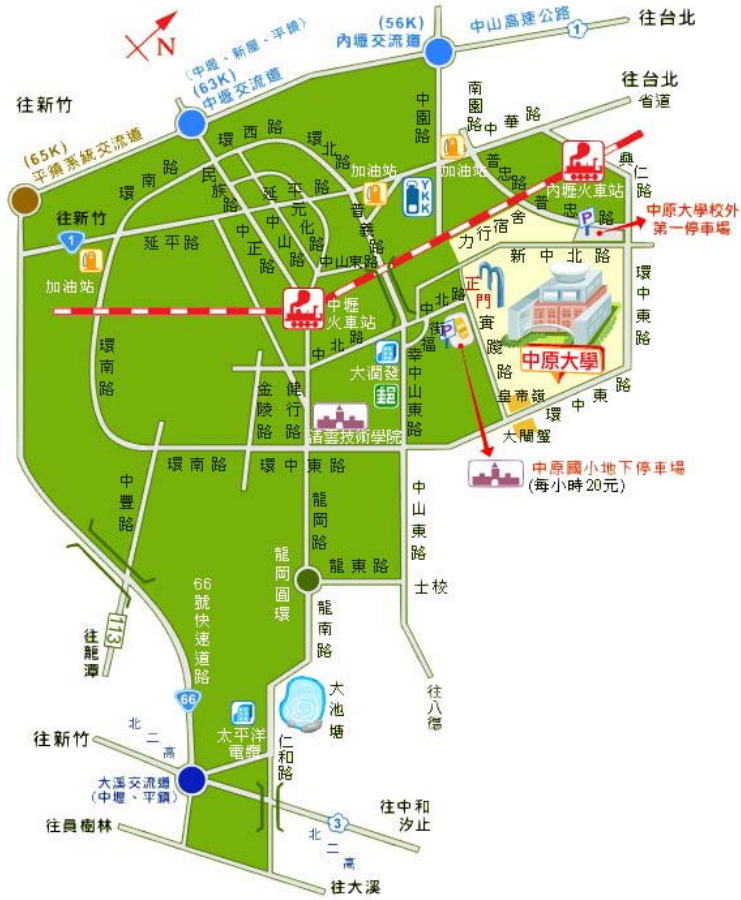 (56K)
內壢交流道
中山高速公路
1
往台北
N
(中壢、新屋、平鎮)
(63K)
中壢交流道
往新竹
(65K)
平鎮系統交流道
往台北
省道
南園路
中園路
中華路
環西路
環北路
環南路
民族路
延平路
元化路
中山路
中正路
加油站
YKK
加油站
普忠路
普忠路
內壢火車站
興仁路
P
中原大學校外
第一停車場
往新竹
1
延平路
加油站
普義路
中山東路
力行宿舍
新中北路
環中東路
正門
中壢
火車站
中北路
中北路
福街
P
實踐路
中原大學
環南路
大潤發
郵
幸
中山東路
皇帝嶺
環中東路
大閘蟹
金陵路
健行路
清雲技術學院
中原國小地下停車場
(每小時20元)
環南路
環中東路
中豐路
龍岡路
中山東路
龍岡圓環
龍東路
士校
66號快速道路
龍南路
113
往龍潭
66
大池塘
往八德
太平洋
電纜
仁和路
往新竹
北二高
大溪交流道
(中壢、平鎮)
3
北二高
往中和
汐止
往員樹林
往大溪